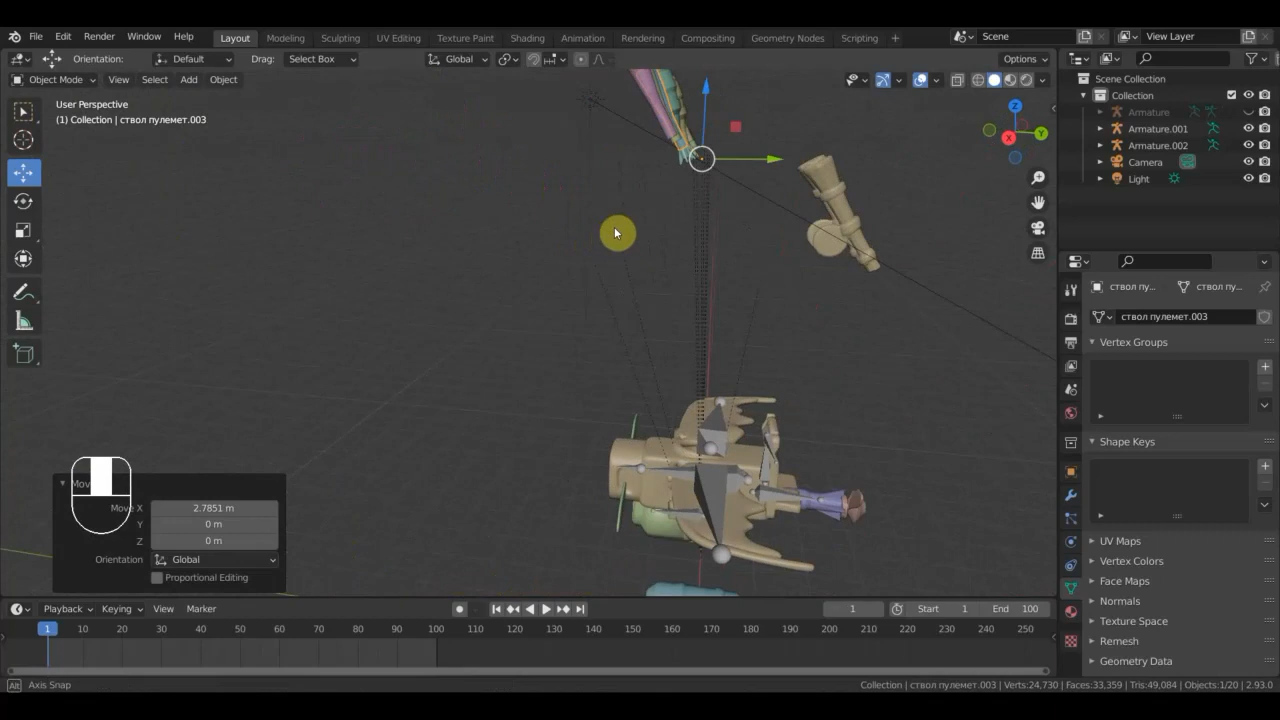 File Edit Render Window Help Layout Modeling Sculpting UV Editing Texture Paint Shading Animation Rendering Compositing Geometry Nodes Scripting + Scene View Layer
Orientation: Default Drag: Select Box Global Options
Object Mode View Select Add Object
User Perspective
(1) Collection | ствол пулемет.003
Z
Y
X
Scene Collection
Collection
Armature
Armature.001
Armature.002
Camera
Light
ствол пу... ствол пу...
ствол пулемет.003
Vertex Groups
Shape Keys
UV Maps
Vertex Colors
Face Maps
Normals
Texture Space
Remesh
Geometry Data
Move X 2.7851 m
Y 0 m
Z 0 m
Orientation Global
Proportional Editing
Playback Keying View Marker 1 Start 1 End 100
1 10 20 30 40 50 60 70 80 90 100 110 120 130 140 150 160 170 180 190 200 210 220 230 240 250
Alt Axis Snap Collection | ствол пулемет.003 | Verts:24,730 | Faces:33,359 | Tris:49,084 | Objects:1/20 | 2.93.0